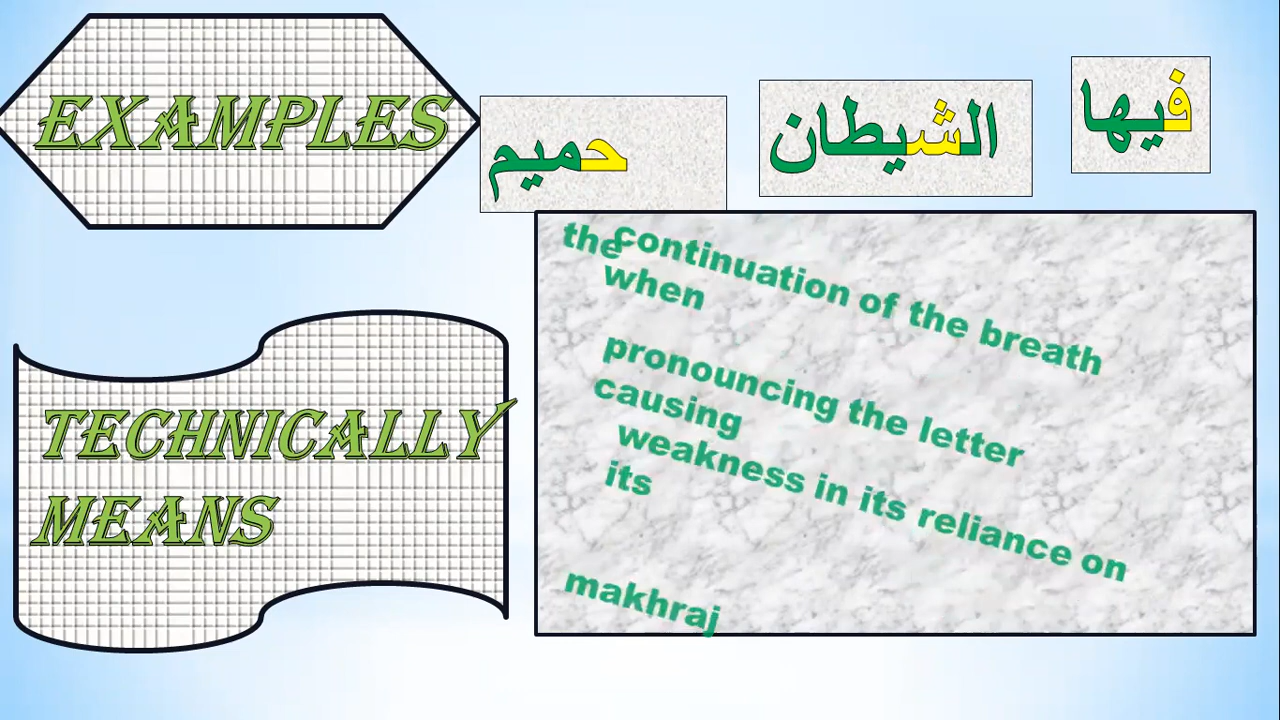 EXAMPLES
فيها
الشيطان
حميم
the continuation of the breath
when
pronouncing the letter
causing
weakness in its reliance on
its
makhraj
TECHNICALLY
MEANS